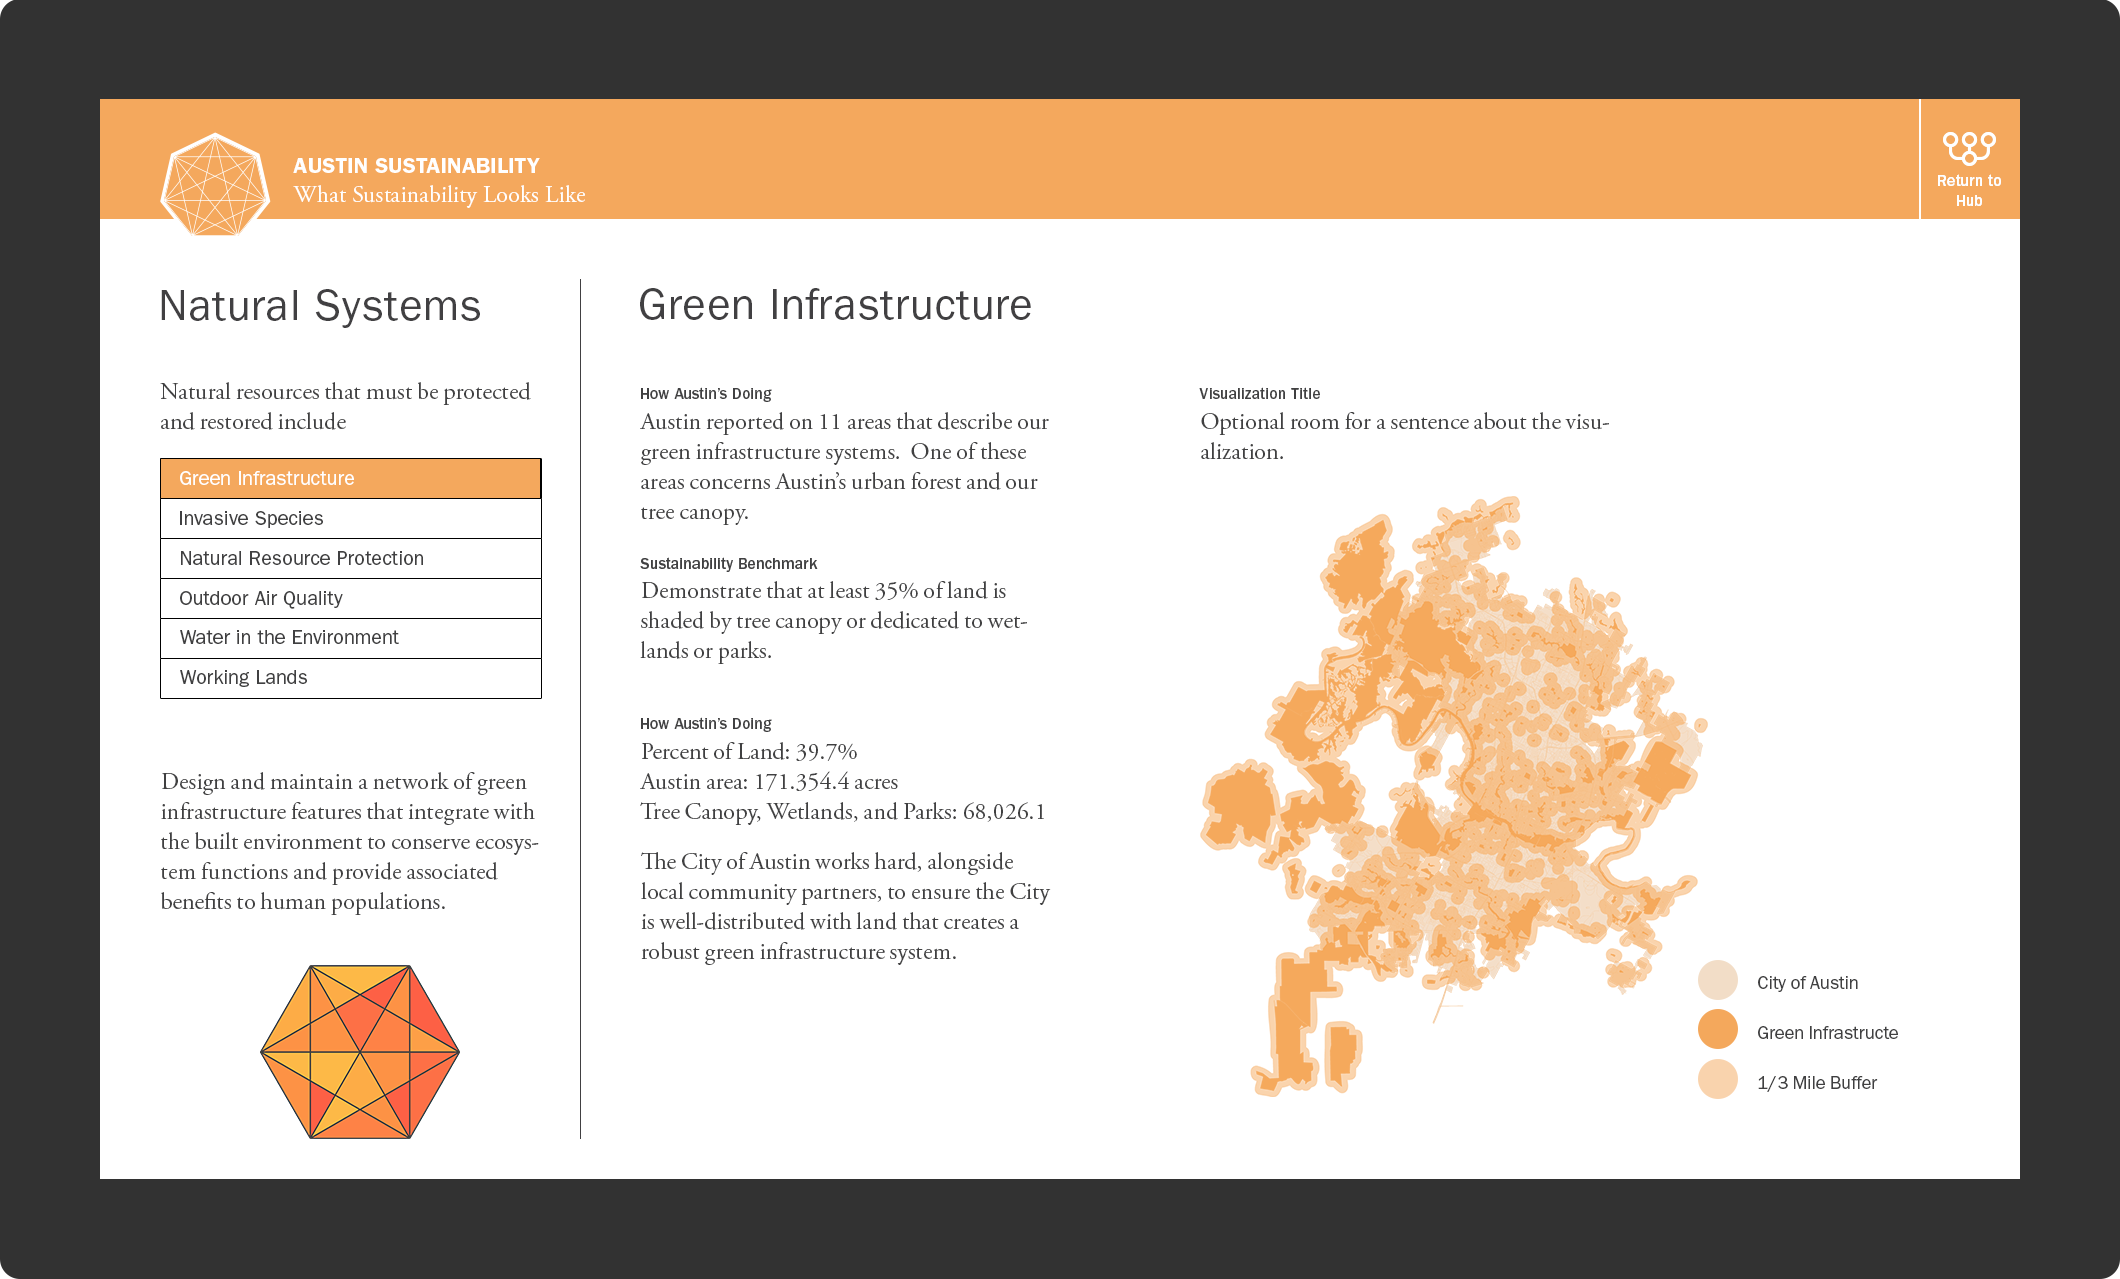 AUSTIN SUSTAINABILITY
What Sustainability Looks Like
Return to
Hub
Natural Systems
Natural resources that must be protected
and restored include
Green Infrastructure
Invasive Species
Natural Resource Protection
Outdoor Air Quality
Water in the Environment
Working Lands
Design and maintain a network of green
infrastructure features that integrate with
the built environment to conserve ecosys-
tem functions and provide associated
benefits to human populations.
Green Infrastructure
How Austin's Doing
Austin reported on 11 areas that describe our
green infrastructure systems.  One of these
areas concerns Austin's urban forest and our
tree canopy.
Sustainability Benchmark
Demonstrate that at least 35% of land is
shaded by tree canopy or dedicated to wet-
lands or parks.
How Austin's Doing
Percent of Land: 39.7%
Austin area: 171.354.4 acres
Tree Canopy, Wetlands, and Parks: 68,026.1
The City of Austin works hard, alongside
local community partners, to ensure the City
is well-distributed with land that creates a
robust green infrastructure system.
Visualization Title
Optional room for a sentence about the visu-
alization.
City of Austin
Green Infrastructe
1/3 Mile Buffer